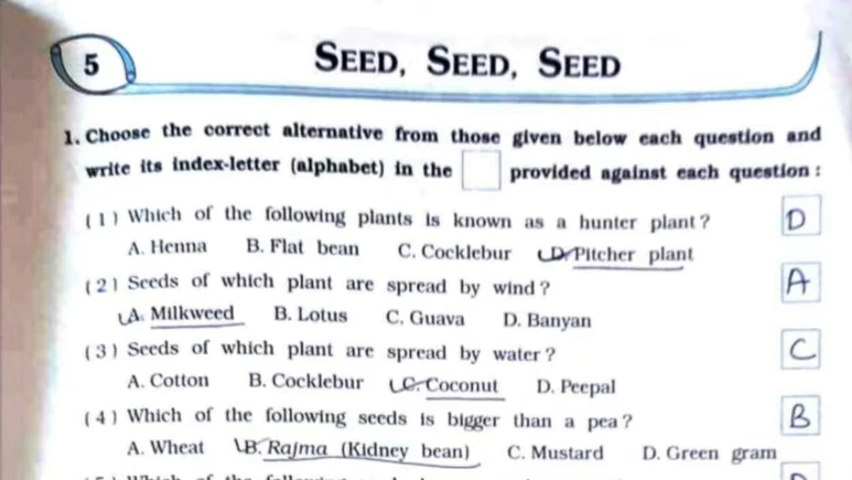 5
SEED, SEED, SEED
1. Choose the correct alternative from those given below each question and
write its index-letter (alphabet) in the provided against each question :
(1) Which of the following plants is known as a hunter plant? D
A. Henna B. Flat bean C. Cocklebur D. Pitcher plant
(2) Seeds of which plant are spread by wind? A
A. Milkweed B. Lotus C. Guava D. Banyan
(3) Seeds of which plant are spread by water? C
A. Cotton B. Cocklebur C. Coconut D. Peepal
(4) Which of the following seeds is bigger than a pea? B
A. Wheat B. Rajma (Kidney bean) C. Mustard D. Green gram